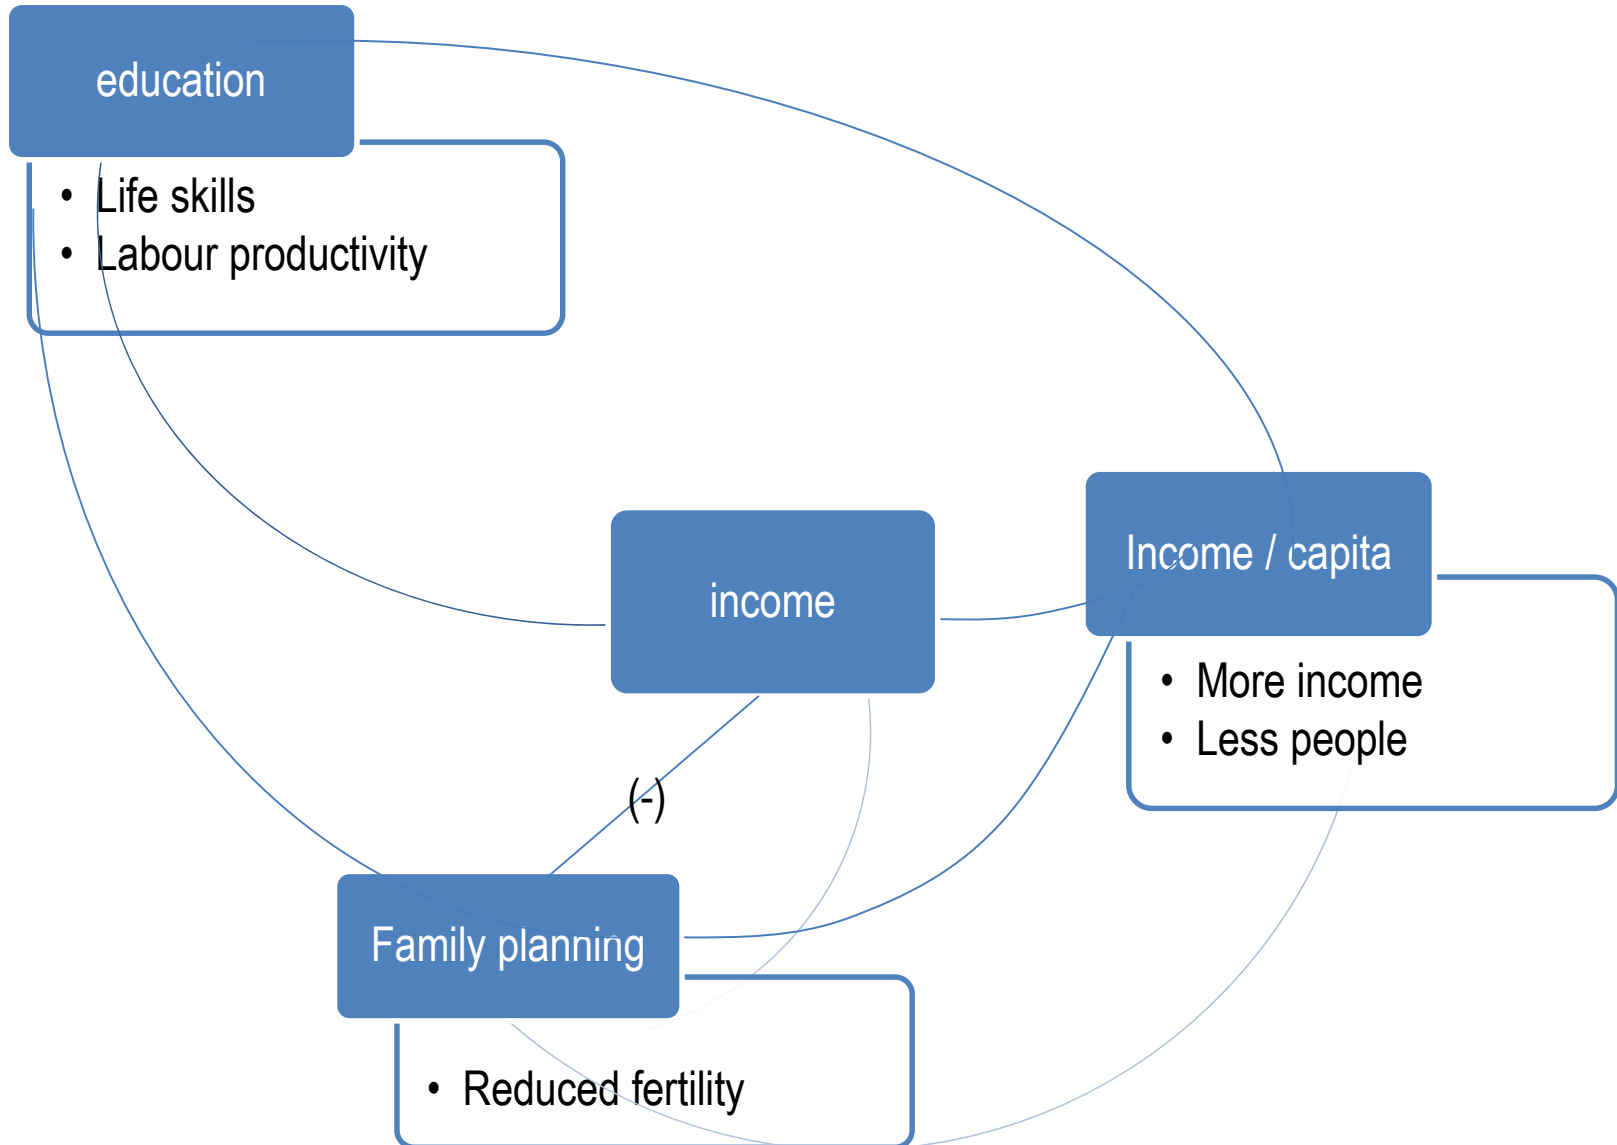 education
• Life skills
• Labour productivity
income
Income / capita
• More income
• Less people
(-)
Family planning
• Reduced fertility